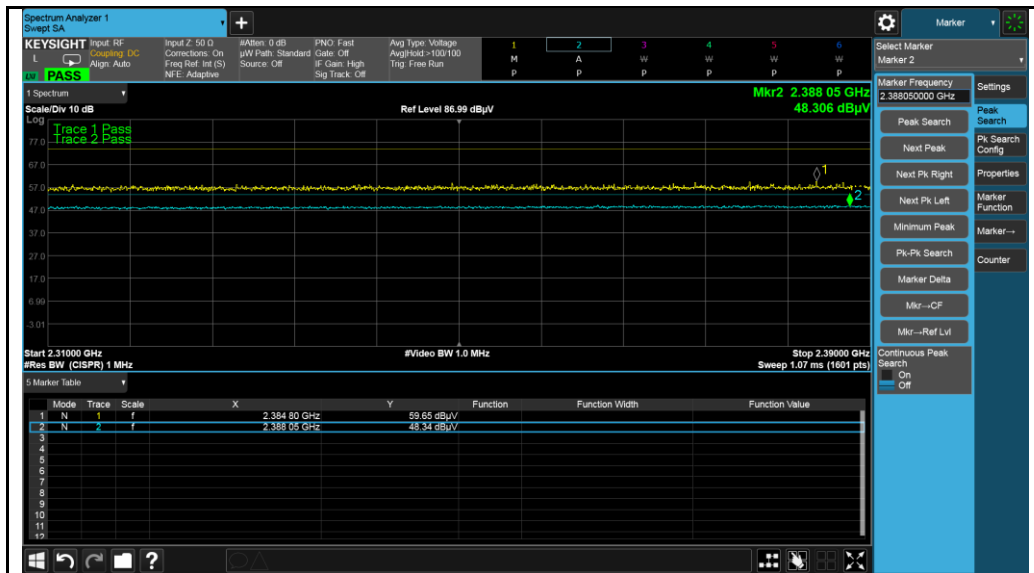 Spectrum Analyzer 1
Swept SA
+
Marker
KEYSIGHT
L
LXI PASS
Input: RF
Coupling: DC
Align: Auto
Input Z: 50 Ω
Corrections: On
Freq Ref: Int (S)
NFE: Adaptive
#Atten: 0 dB
µW Path: Standard
Source: Off
PNO: Fast
Gate: Off
IF Gain: High
Sig Track: Off
Avg Type: Voltage
Avg|Hold:>100/100
Trig: Free Run
1 2 3 4 5 6
M A W W W W
P P P P P P
Select Marker
Marker 2
1 Spectrum
Scale/Div 10 dB
Ref Level 86.99 dBµV
Mkr2 2.388 05 GHz
48.306 dBµV
Log
Trace 1 Pass
Trace 2 Pass
77.0
67.0
57.0
47.0
37.0
27.0
17.0
6.99
-3.01
1
2
Start 2.31000 GHz
#Video BW 1.0 MHz
Stop 2.39000 GHz
#Res BW (CISPR) 1 MHz
Sweep 1.07 ms (1601 pts)
5 Marker Table
Mode Trace Scale X Y Function Function Width Function Value
1 N 1 f 2.384 80 GHz 59.65 dBµV
2 N 2 f 2.388 05 GHz 48.34 dBµV
3
4
5
6
7
8
9
10
11
12
Marker Frequency
2.388050000 GHz
Peak Search
Next Peak
Next Pk Right
Next Pk Left
Minimum Peak
Pk-Pk Search
Marker Delta
Mkr→CF
Mkr→Ref Lvl
Continuous Peak
Search
On
Off
Settings
Peak
Search
Pk Search
Config
Properties
Marker
Function
Marker→
Counter
?